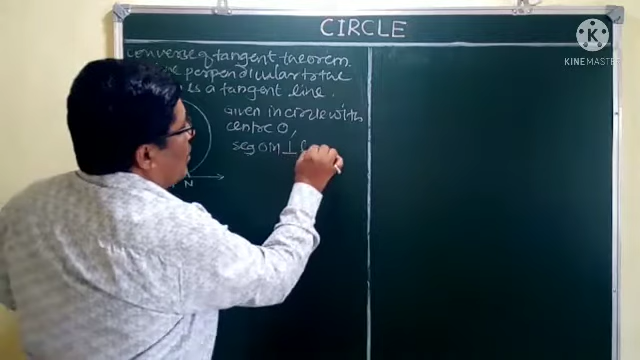 CIRCLE
KINEMASTER
converse of tangent theorem
perpendicular to the
is a tangent line.
Given in circle with
centre O,
seg om ⊥ l
N